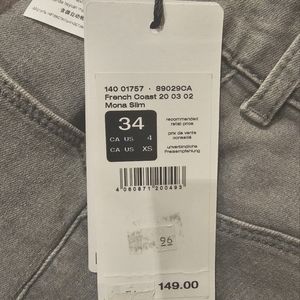 140 01757 · 89029CA
French Coast 20 03 02
Mona Slim
34
CA US 4
CA US XS
recommended
retail price
prix de vente
conseillé
unverbindliche
Preisempfehlung
4 060871 200493
96
149.00